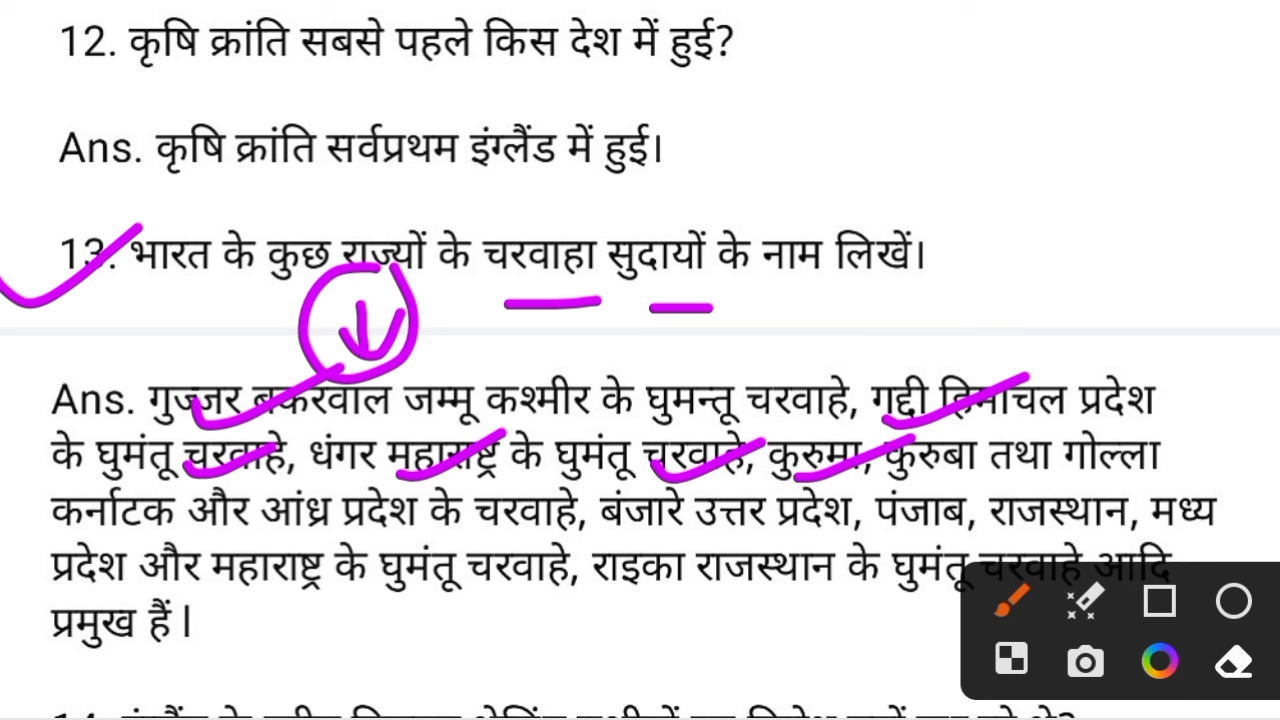 12. कृषि क्रांति सबसे पहले किस देश में हुई?
Ans. कृषि क्रांति सर्वप्रथम इंग्लैंड में हुई।
13. भारत के कुछ राज्यों के चरवाहा सुदायों के नाम लिखें।
Ans. गुज्जर बकरवाल जम्मू कश्मीर के घुमन्तू चरवाहे, गद्दी हिमाचल प्रदेश
के घुमंतू चरवाहे, धंगर महाराष्ट्र के घुमंतू चरवाहे, कुरुमा, कुरुबा तथा गोल्ला
कर्नाटक और आंध्र प्रदेश के चरवाहे, बंजारे उत्तर प्रदेश, पंजाब, राजस्थान, मध्य
प्रदेश और महाराष्ट्र के घुमंतू चरवाहे, राइका राजस्थान के घुमंतू चरवाहे आदि
प्रमुख हैं।